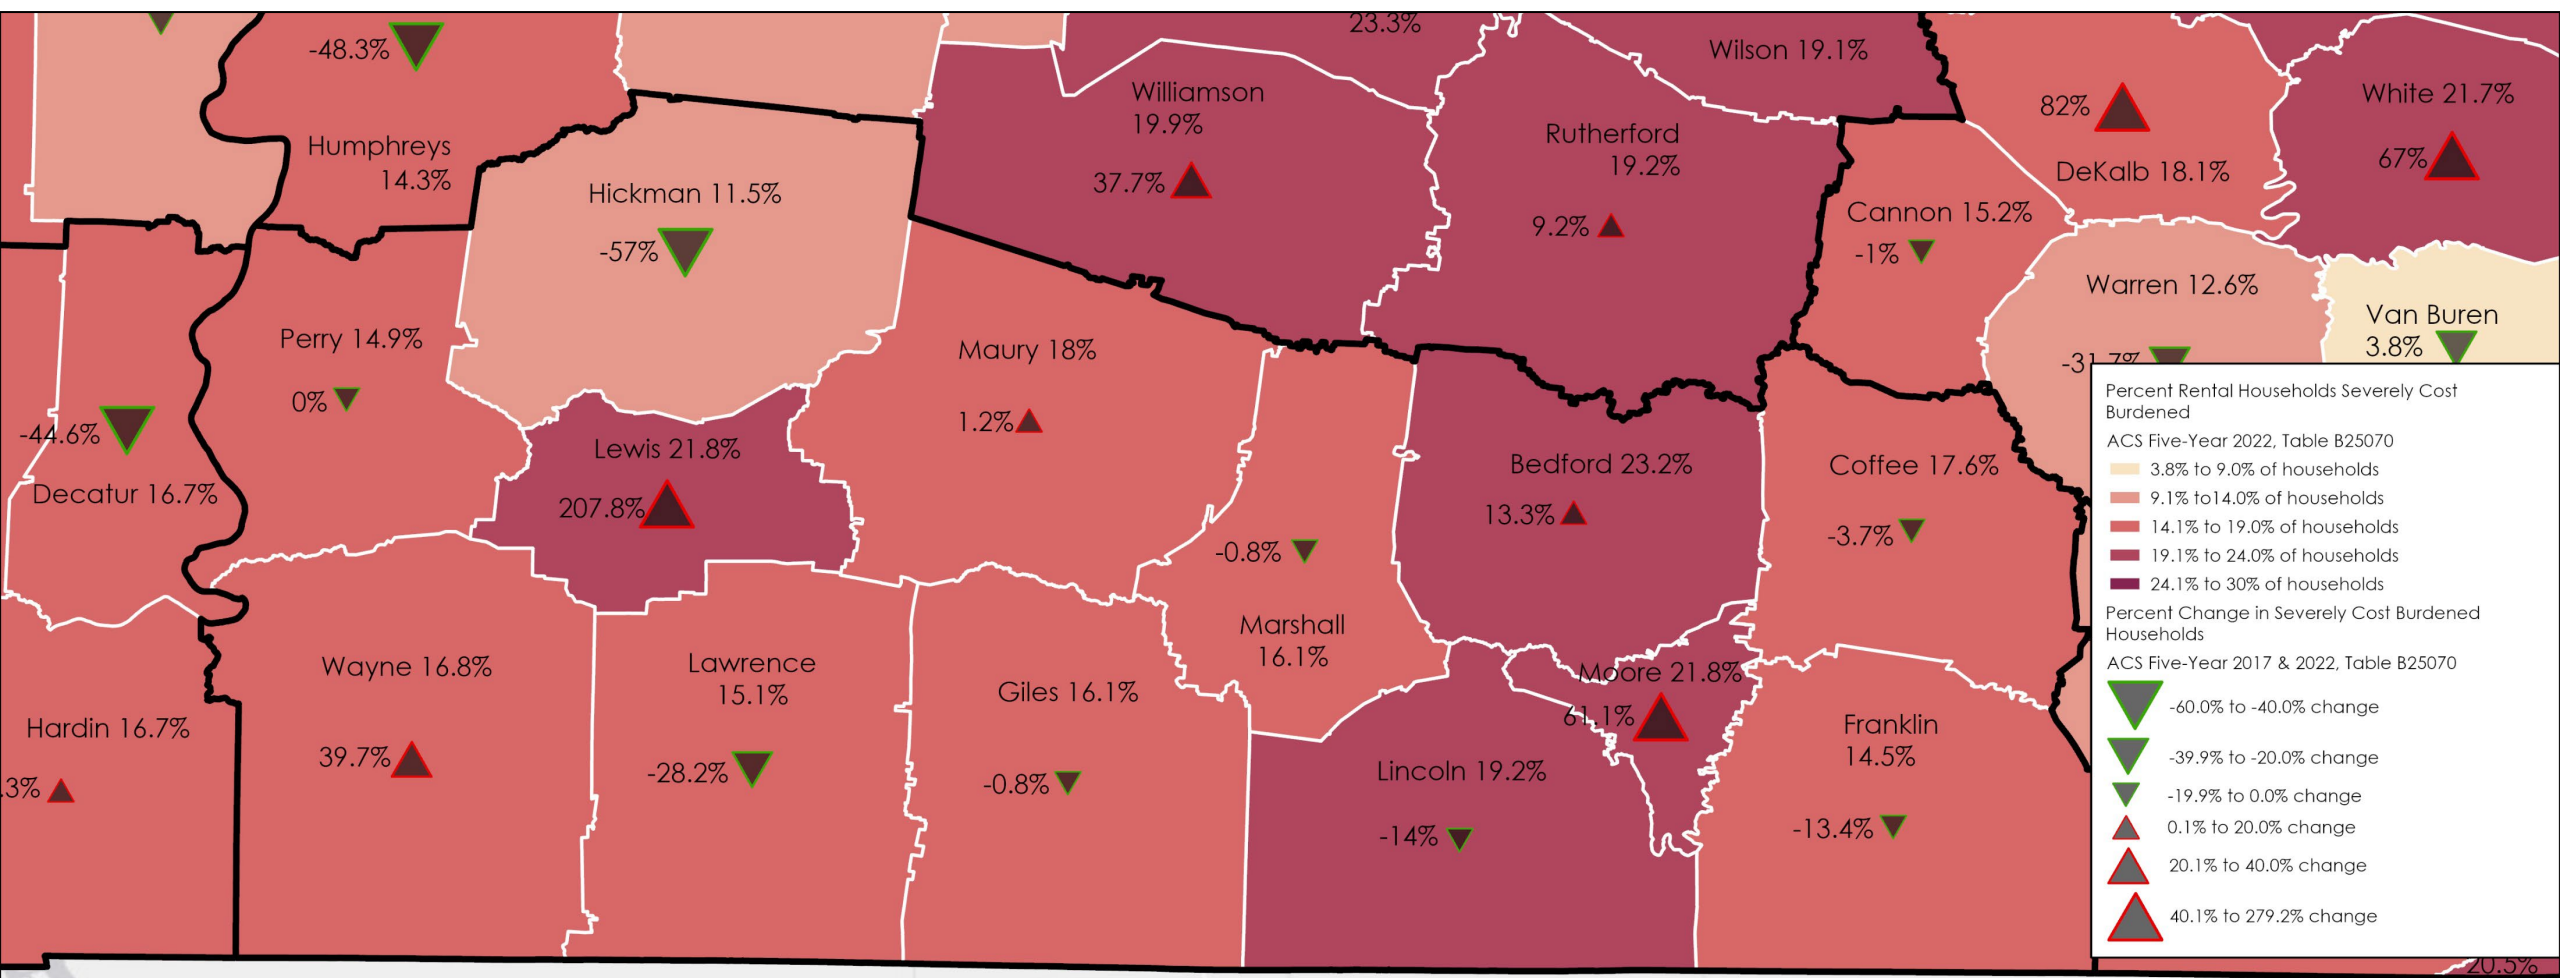 23.3%
-48.3%
Wilson 19.1%
Williamson
19.9%
37.7%
Rutherford
19.2%
9.2%
82%
DeKalb 18.1%
White 21.7%
67%
Humphreys
14.3%
Hickman 11.5%
-57%
Cannon 15.2%
-1%
Warren 12.6%
-31.7%
Van Buren
3.8%
Perry 14.9%
0%
Maury 18%
1.2%
-44.6%
Decatur 16.7%
Lewis 21.8%
207.8%
Bedford 23.2%
13.3%
Coffee 17.6%
-3.7%
-0.8%
Marshall
16.1%
Wayne 16.8%
39.7%
Lawrence
15.1%
-28.2%
Giles 16.1%
-0.8%
Moore 21.8%
61.1%
Hardin 16.7%
.3%
Lincoln 19.2%
-14%
Franklin
14.5%
-13.4%
Percent Rental Households Severely Cost
Burdened
ACS Five-Year 2022, Table B25070
3.8% to 9.0% of households
9.1% to14.0% of households
14.1% to 19.0% of households
19.1% to 24.0% of households
24.1% to 30% of households
Percent Change in Severely Cost Burdened
Households
ACS Five-Year 2017 & 2022, Table B25070
-60.0% to -40.0% change
-39.9% to -20.0% change
-19.9% to 0.0% change
0.1% to 20.0% change
20.1% to 40.0% change
40.1% to 279.2% change
20.5%